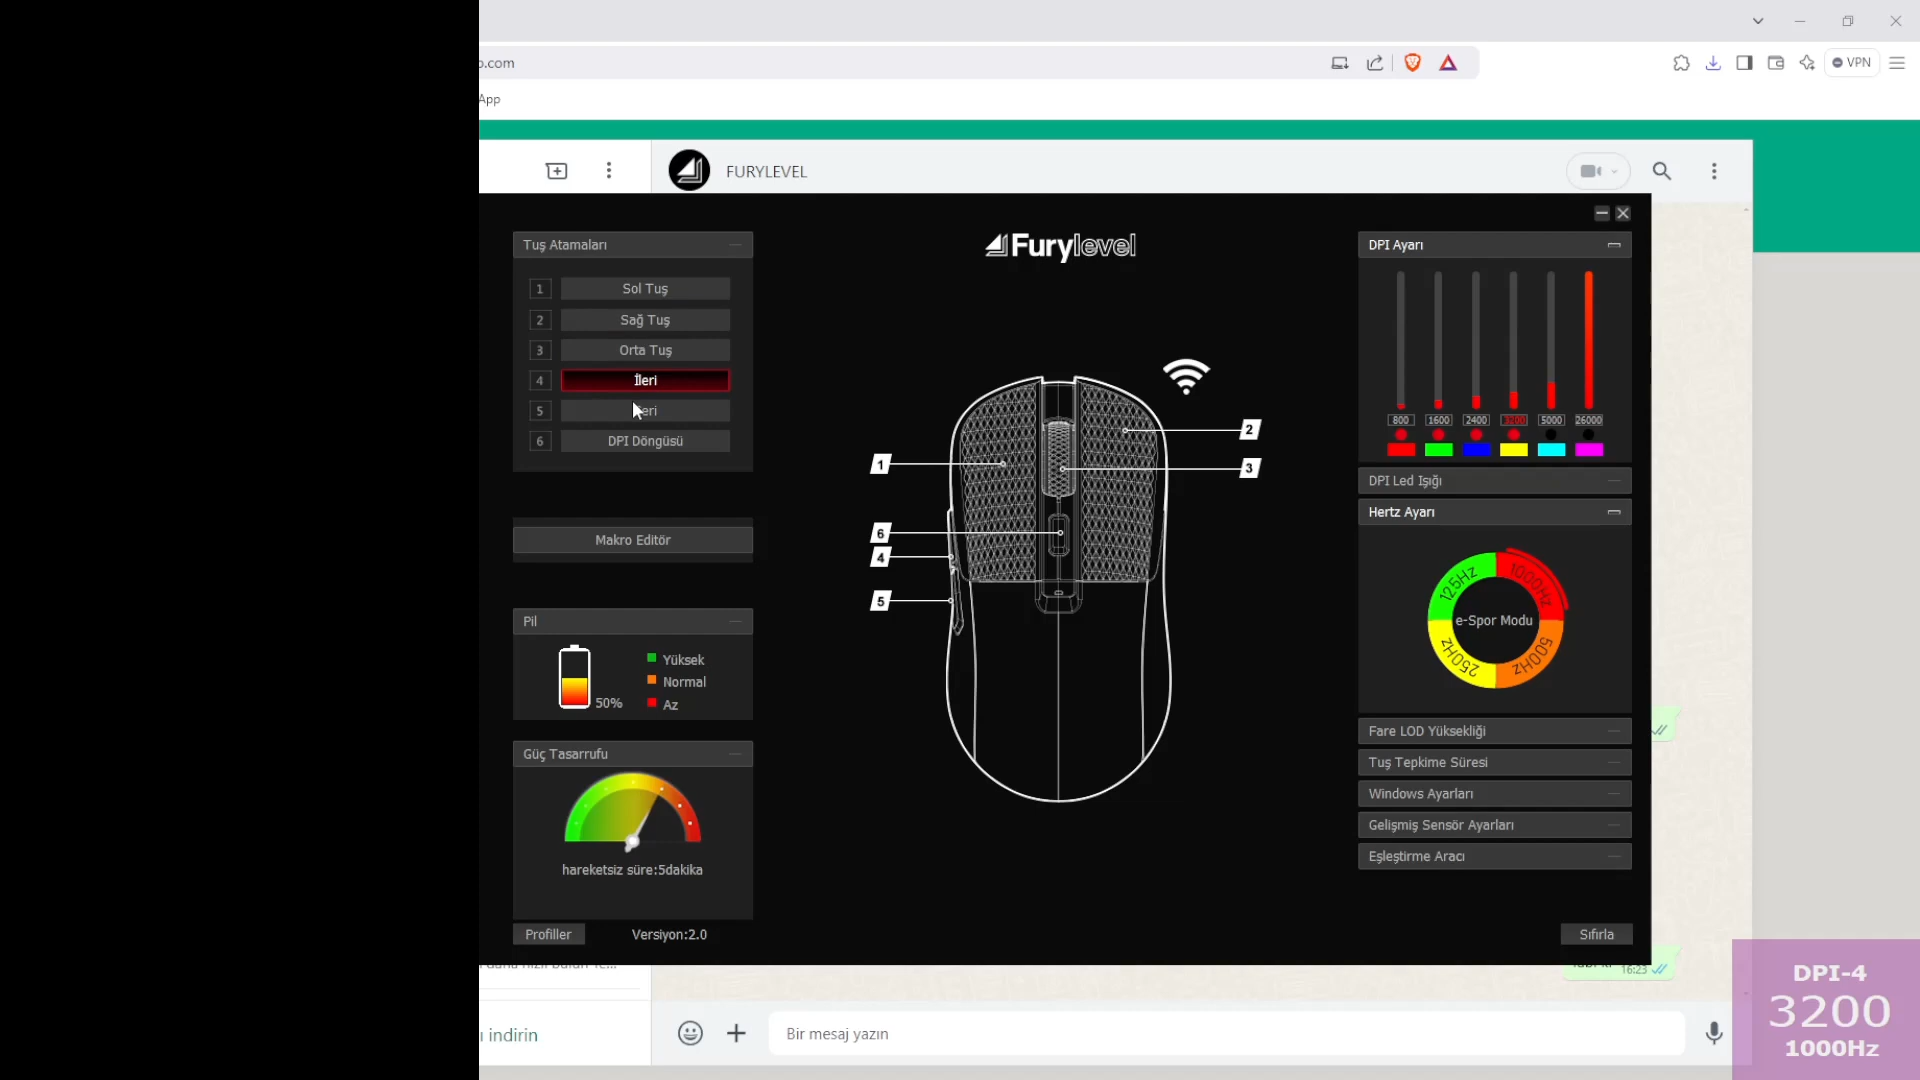 .com
VPN
App
FURYLEVEL
Tuş Atamaları
1 Sol Tuş
2 Sağ Tuş
3 Orta Tuş
4 İleri
5
6 DPI Döngüsü
Makro Editör
Pil
Yüksek
Normal
Az
50%
Güç Tasarrufu
hareketsiz süre:5dakika
Profiller
Versiyon:2.0
Furylevel
1
2
3
6
4
5
DPI Ayarı
800 1600 2400 3200 5000 26000
DPI Led Işığı
Hertz Ayarı
125Hz
1000Hz
e-Spor Modu
250Hz
500Hz
Fare LOD Yüksekliği
Tuş Tepkime Süresi
Windows Ayarları
Gelişmiş Sensör Ayarları
Eşleştirme Aracı
Sıfırla
16:23
indirin
Bir mesaj yazın
DPI-4
3200
1000Hz